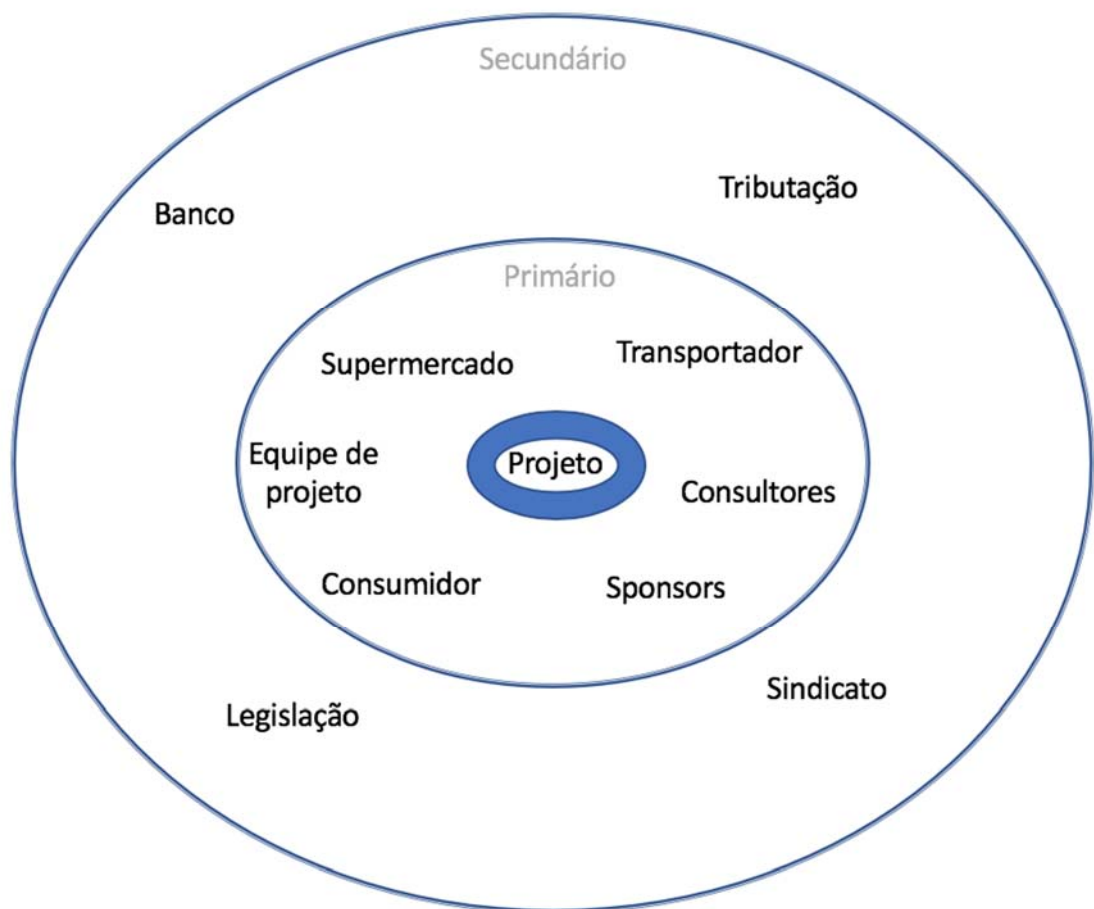 Secundário
Tributação
Banco
Primário
Transportador
Supermercado
Equipe de
projeto
Projeto
Consultores
Consumidor
Sponsors
Sindicato
Legislação